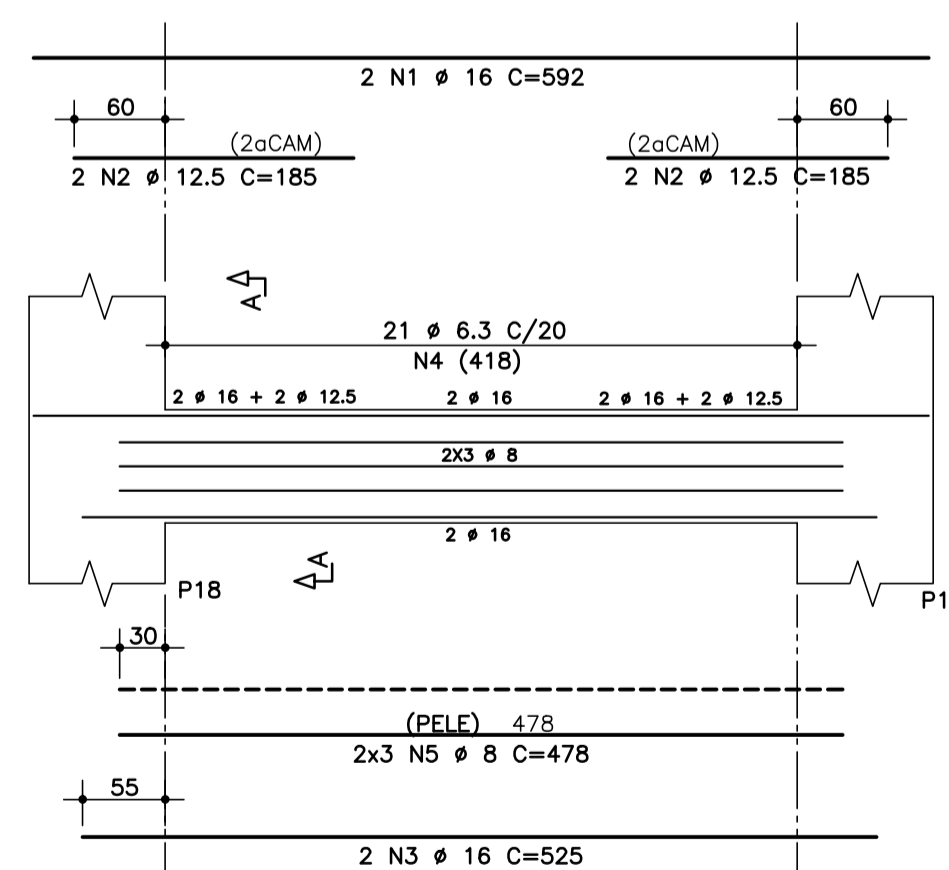 2 N1 ø 16 C=592
60
60
(2aCAM)
(2aCAM)
2 N2 ø 12.5 C=185
2 N2 ø 12.5 C=185
A
21 ø 6.3 C/20
N4 (418)
2 ø 16 + 2 ø 12.5
2 ø 16
2 ø 16 + 2 ø 12.5
2X3 ø 8
2 ø 16
A
P18
P1
30
(PELE) 478
2x3 N5 ø 8 C=478
55
2 N3 ø 16 C=525